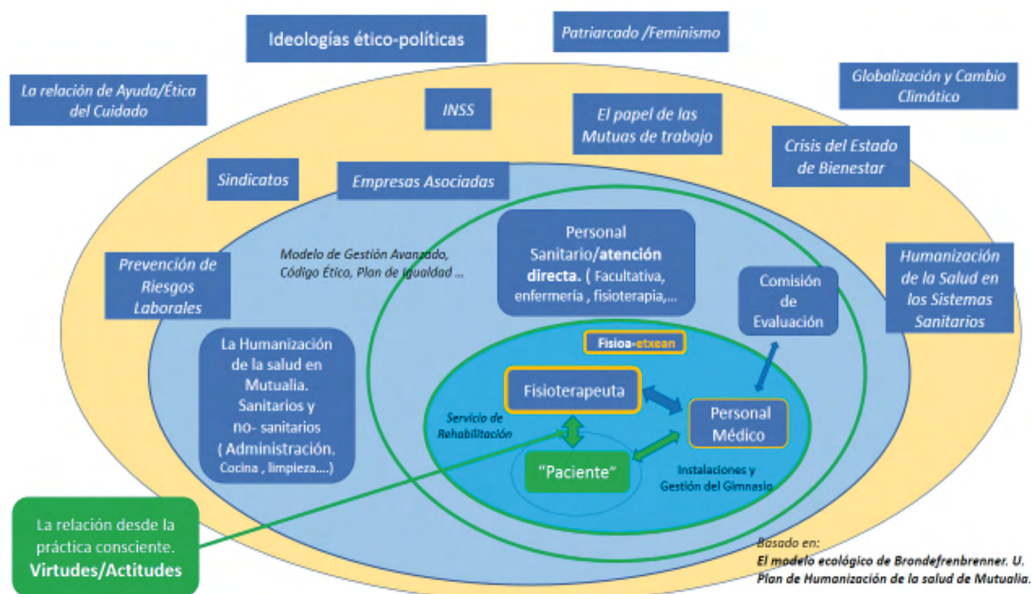 Ideologías ético-políticas
Patriarcado /Feminismo
La relación de Ayuda/Ética
del Cuidado
INSS
El papel de las
Mutuas de trabajo
Globalización y Cambio
Climático
Crisis del Estado
de Bienestar
Sindicatos
Empresas Asociadas
Prevención de
Riesgos
Laborales
Modelo de Gestión Avanzado,
Código Ético, Plan de Igualdad ...
Personal
Sanitario/atención
directa. ( Facultativa,
enfermería , fisioterapia,...
Comisión
de
Evaluación
Humanización
de la Salud en
los Sistemas
Sanitarios
La Humanización
de la salud en
Mutualia.
Sanitarios y
no- sanitarios
( Administración.
Cocina , limpieza....)
Fisioa-etxean
Fisioterapeuta
Servicio de
Rehabilitación
Personal
Médico
"Paciente"
Instalaciones y
Gestión del Gimnasio
La relación desde la
práctica consciente.
Virtudes/Actitudes
Basado en:
El modelo ecológico de Brondefrenbrenner. U.
Plan de Humanización de la salud de Mutualia.